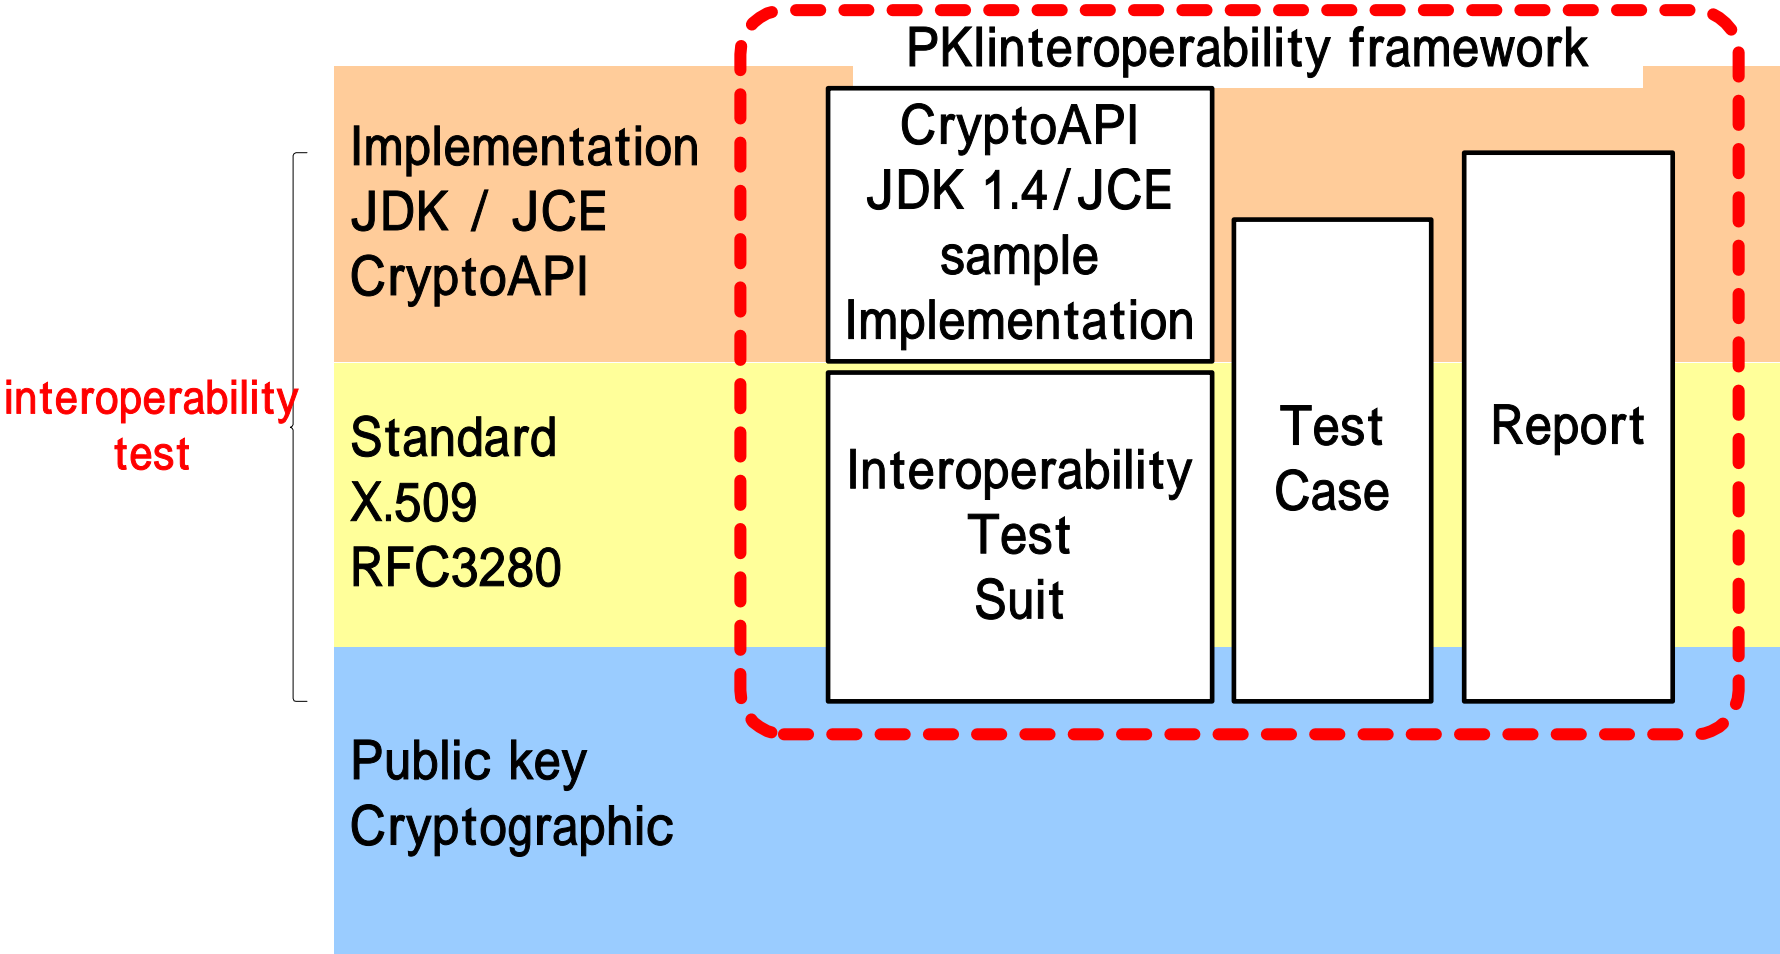 PKIinteroperability framework
Implementation
JDK / JCE
CryptoAPI
CryptoAPI
JDK 1.4/JCE
sample
Implementation
interoperability
test
Standard
X.509
RFC3280
Interoperability
Test
Suit
Test
Case
Report
Public key
Cryptographic